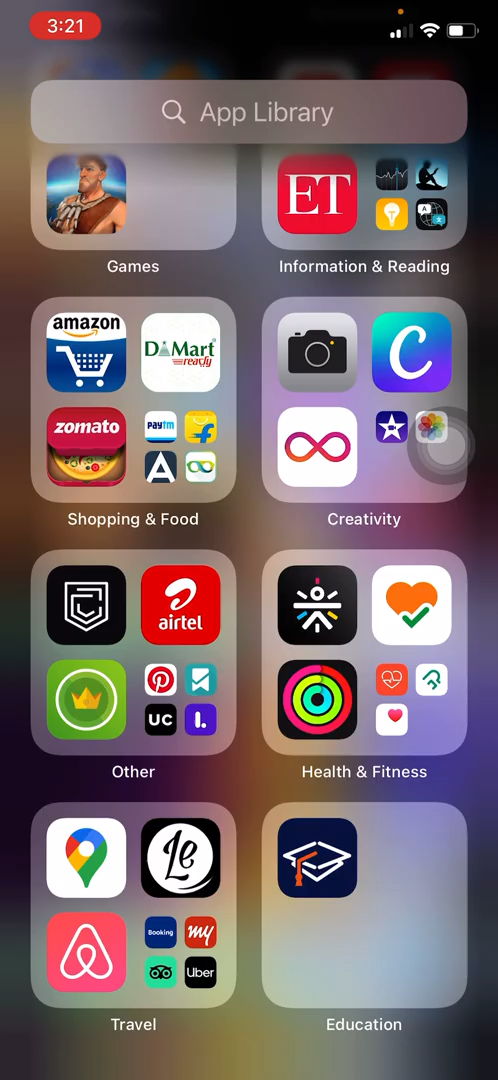 3:21
App Library
ET
Games
Information & Reading
amazon
DMart
ready
zomato
paytm
Shopping & Food
Creativity
airtel
UC
Other
Health & Fitness
Le
Booking
my
Uber
Travel
Education